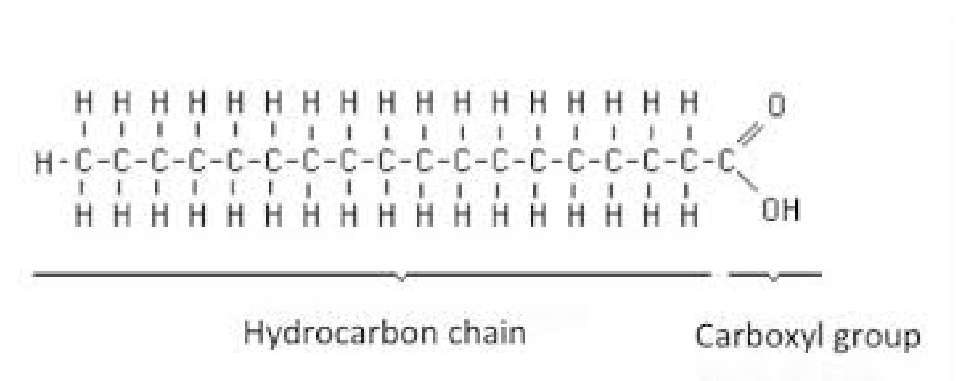 H H H H H H H H H H H H H H H H H O
H-C-C-C-C-C-C-C-C-C-C-C-C-C-C-C-C-C-C
H H H H H H H H H H H H H H H H H OH
Hydrocarbon chain Carboxyl group